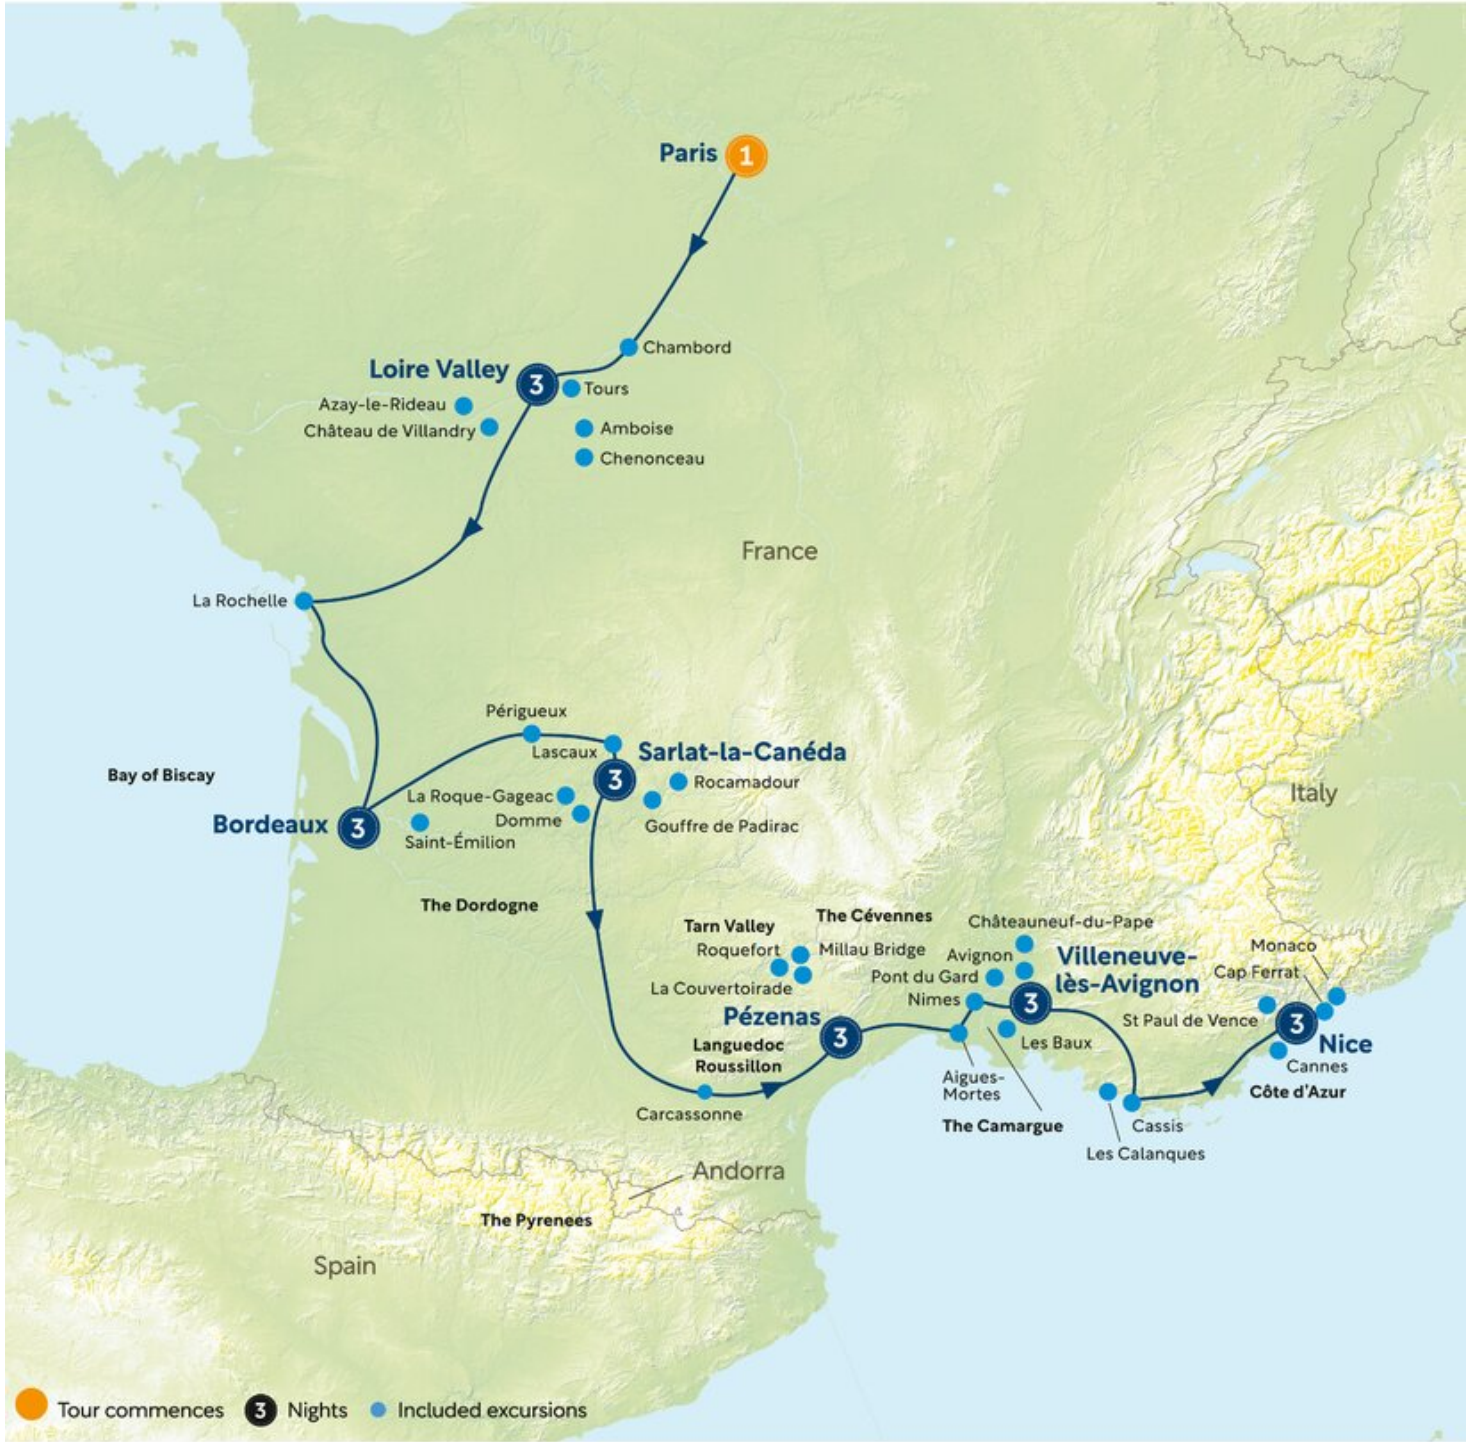 Paris 1
Chambord
Loire Valley 3
Tours
Azay-le-Rideau
Château de Villandry
Amboise
Chenonceau
France
La Rochelle
Périgueux
Lascaux
Sarlat-la-Canéda
3
Bay of Biscay
Rocamadour
La Roque-Gageac
Italy
Domme
Gouffre de Padirac
Bordeaux 3
Saint-Émilion
The Dordogne
The Cévennes
Châteauneuf-du-Pape
Tarn Valley
Roquefort
Millau Bridge
Avignon
Villeneuve-
lès-Avignon
3
Monaco
Cap Ferrat
Pont du Gard
La Couvertoirade
Nimes
Pézenas
3
St Paul de Vence
3
Nice
Languedoc
Roussillon
Les Baux
Cannes
Aigues-
Mortes
Côte d'Azur
Carcassonne
The Camargue
Cassis
Les Calanques
Andorra
The Pyrenees
Spain
Tour commences
3 Nights
Included excursions